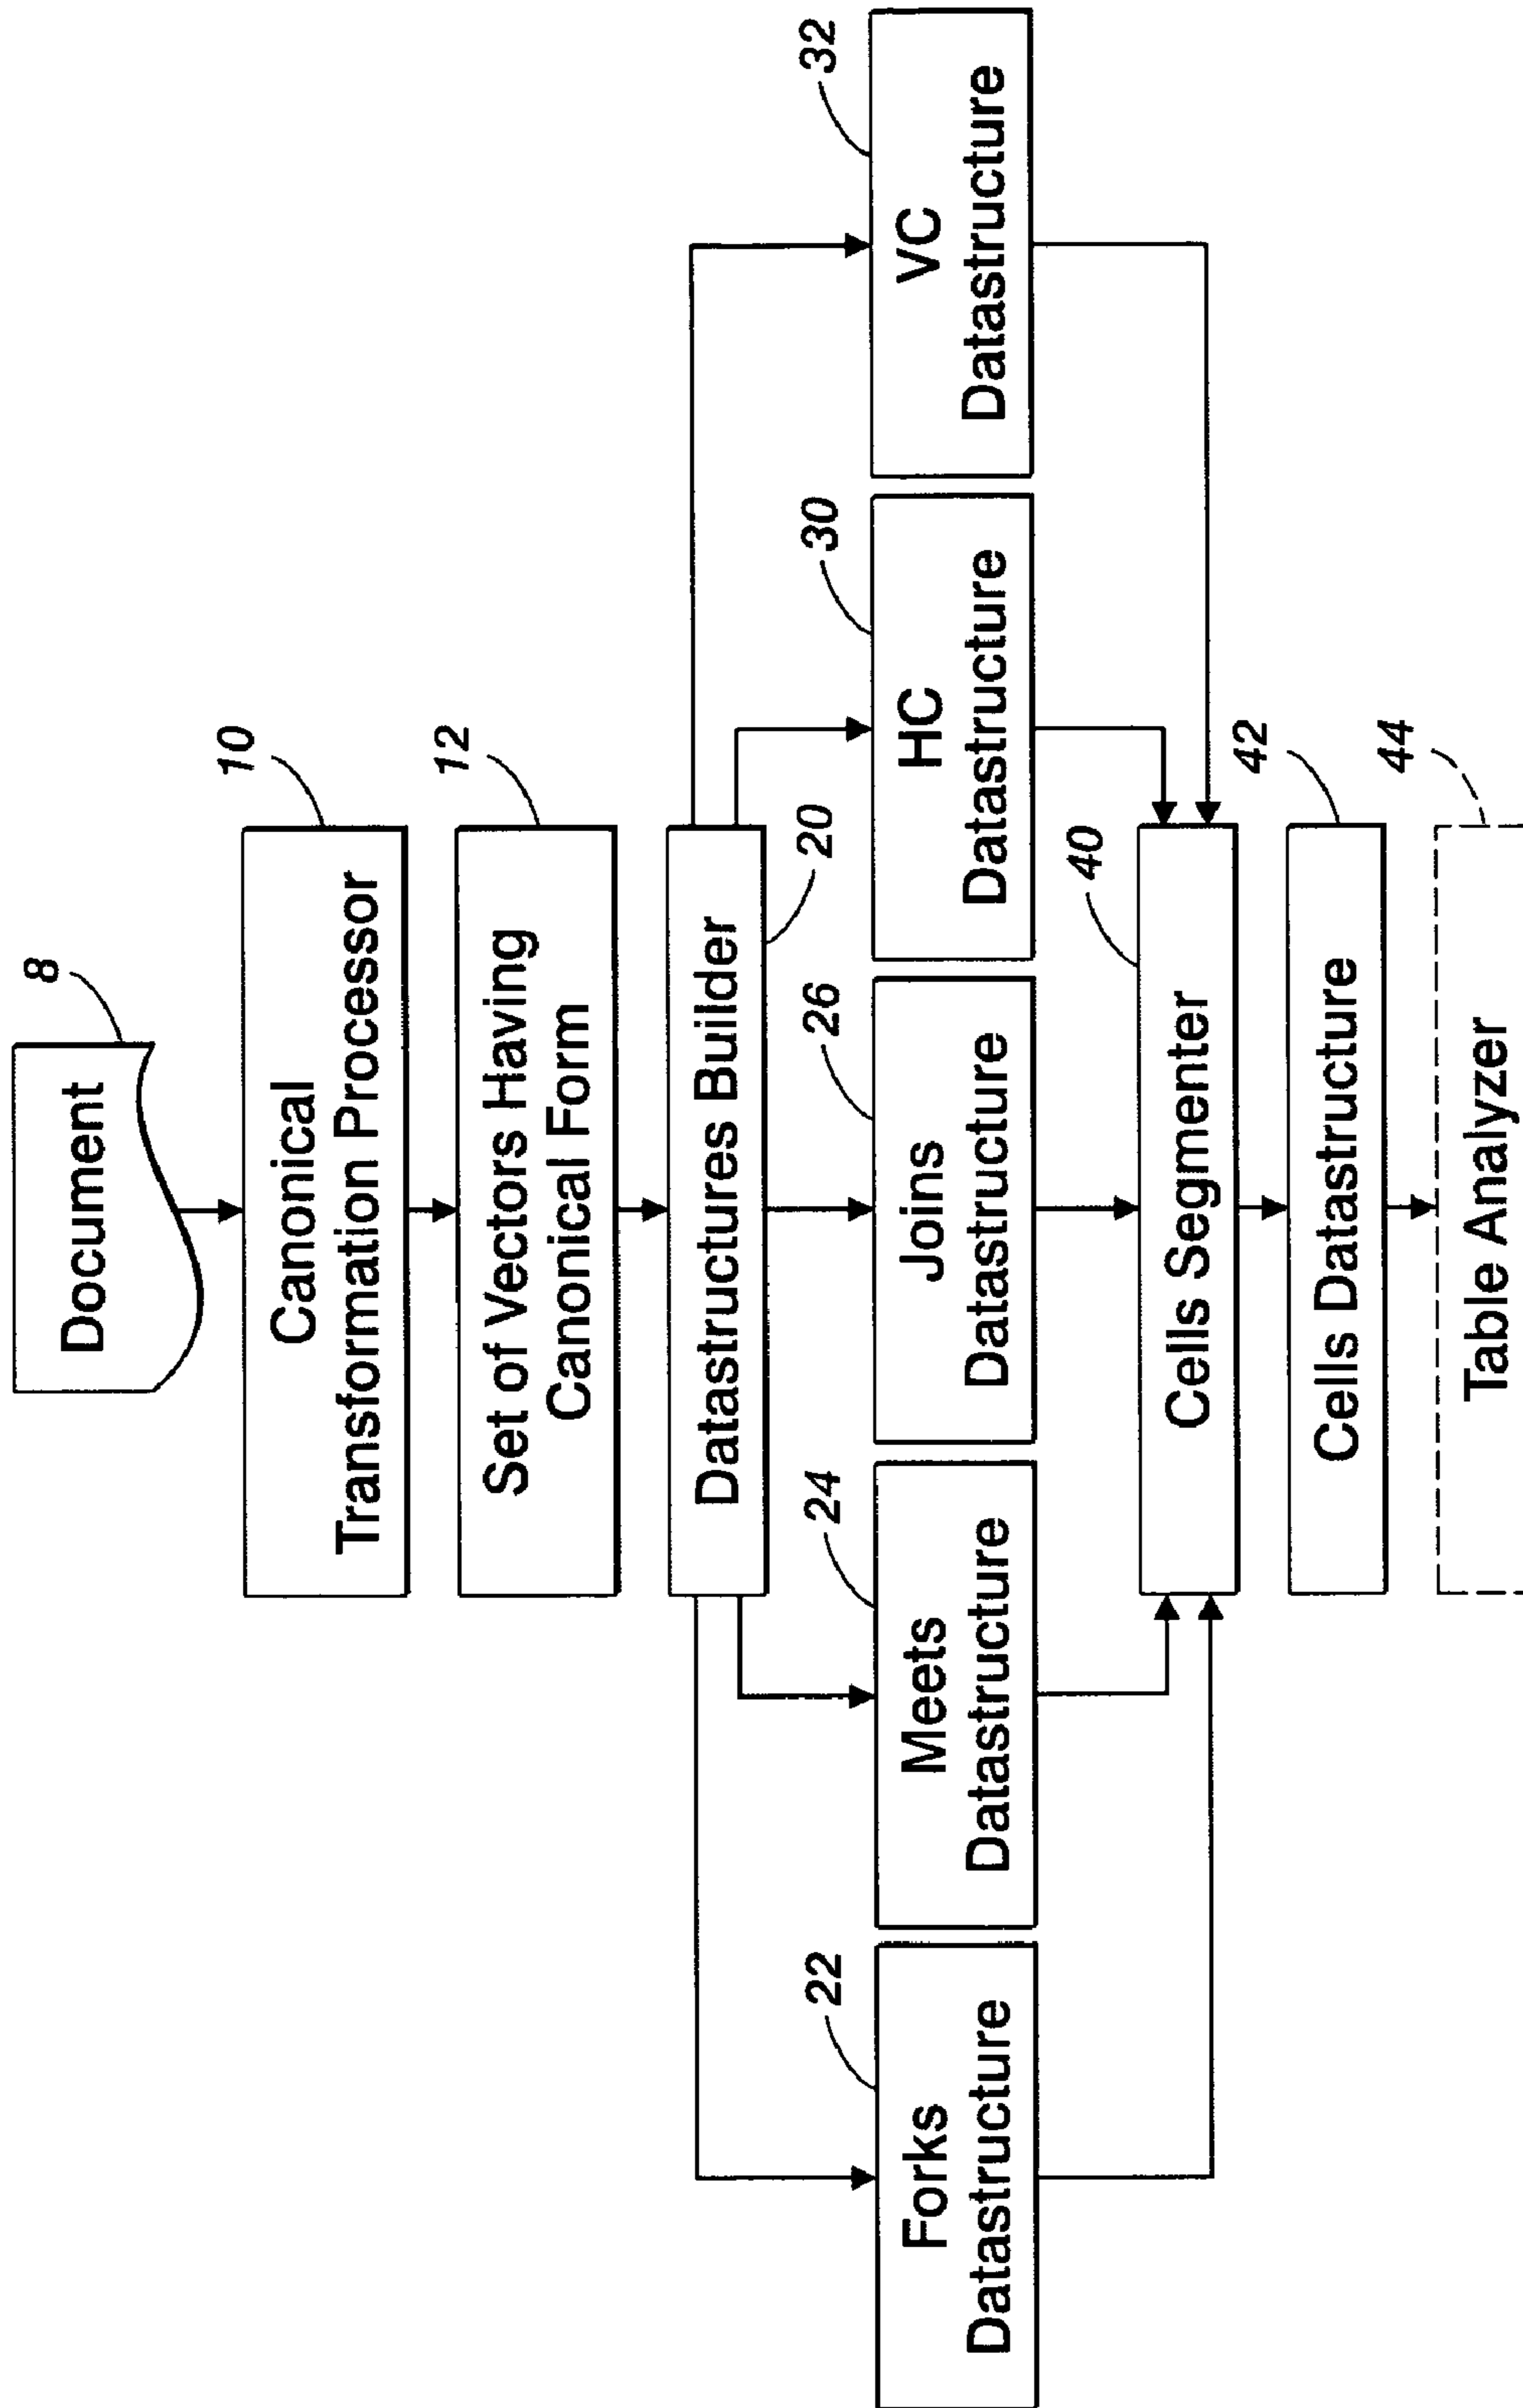 Document
8
Canonical
Transformation Processor
10
Set of Vectors Having
Canonical Form
12
Datastructures Builder
20
Forks
Datastructure
22
Meets
Datastructure
24
Joins
Datastructure
26
HC
Datastructure
30
VC
Datastructure
32
Cells Segmenter
40
Cells Datastructure
42
Table Analyzer
44